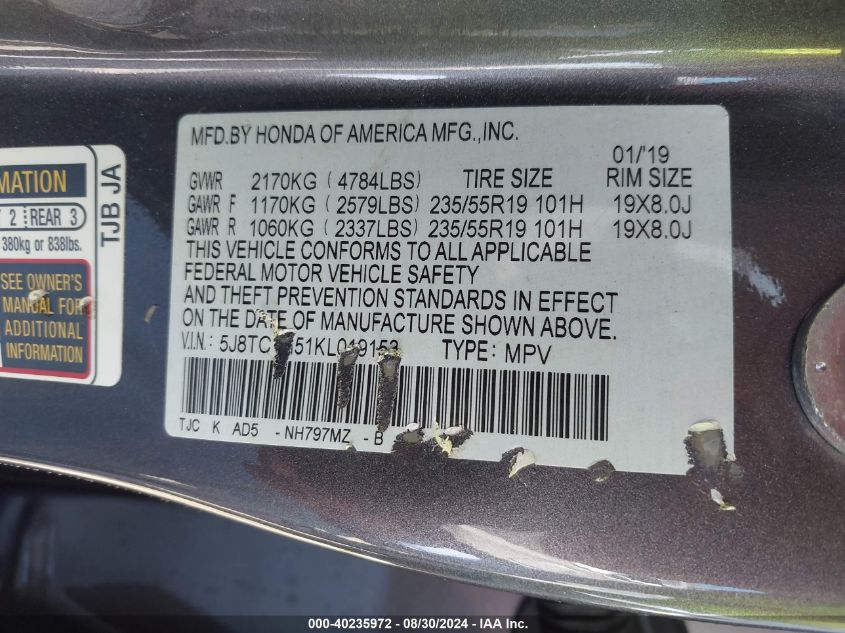 MATION
2 REAR 3
380kg or 838lbs.
SEE OWNER'S
MANUAL FOR
ADDITIONAL
INFORMATION
TJB JA
MFD.BY HONDA OF AMERICA MFG.,INC.
01/'19
GVWR 2170KG ( 4784LBS) TIRE SIZE RIM SIZE
GAWR F 1170KG ( 2579LBS) 235/55R19 101H 19X8.0J
GAWR R 1060KG ( 2337LBS) 235/55R19 101H 19X8.0J
THIS VEHICLE CONFORMS TO ALL APPLICABLE
FEDERAL MOTOR VEHICLE SAFETY
AND THEFT PREVENTION STANDARDS IN EFFECT
ON THE DATE OF MANUFACTURE SHOWN ABOVE.
V.I.N.: TYPE: MPV
TJC K AD5 -NH797MZ -B
000-40235972 - 08/30/2024 - IAA Inc.